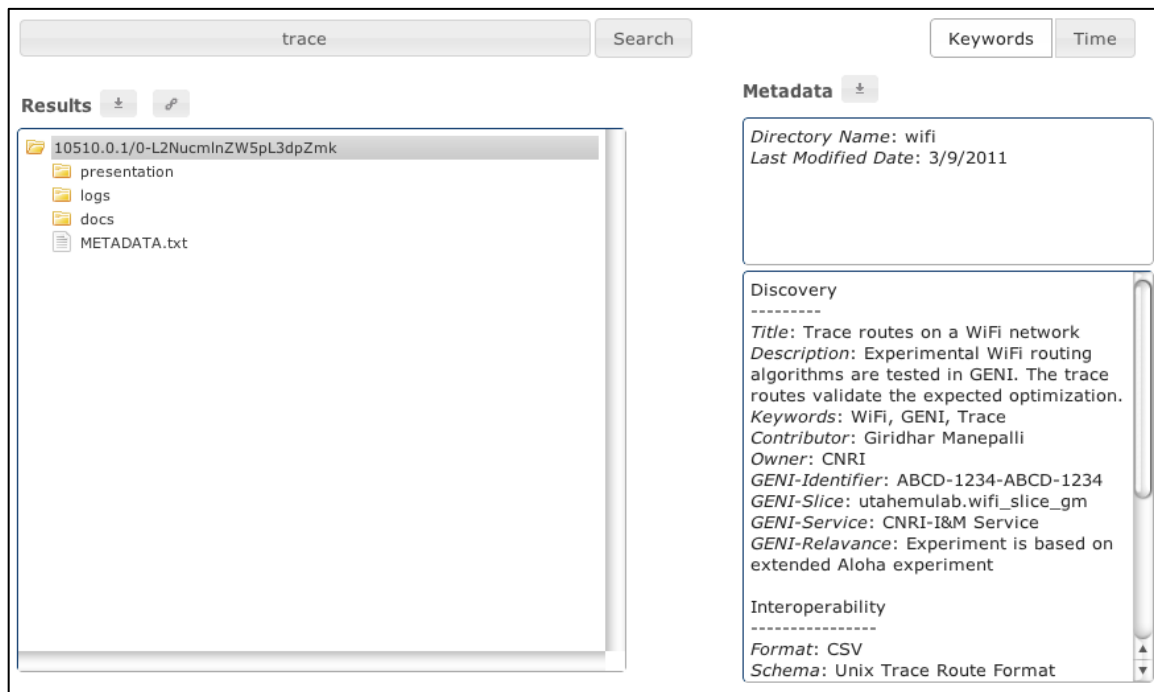 trace
Search
Keywords
Time
Results
10510.0.1/0-L2NucmlnZW5pL3dpZmk
presentation
logs
docs
METADATA.txt
Metadata
Directory Name: wifi
Last Modified Date: 3/9/2011
Discovery
---------
Title: Trace routes on a WiFi network
Description: Experimental WiFi routing
algorithms are tested in GENI. The trace
routes validate the expected optimization.
Keywords: WiFi, GENI, Trace
Contributor: Giridhar Manepalli
Owner: CNRI
GENI-Identifier: ABCD-1234-ABCD-1234
GENI-Slice: utahemulab.wifi_slice_gm
GENI-Service: CNRI-I&M Service
GENI-Relavance: Experiment is based on
extended Aloha experiment
Interoperability
----------------
Format: CSV
Schema: Unix Trace Route Format